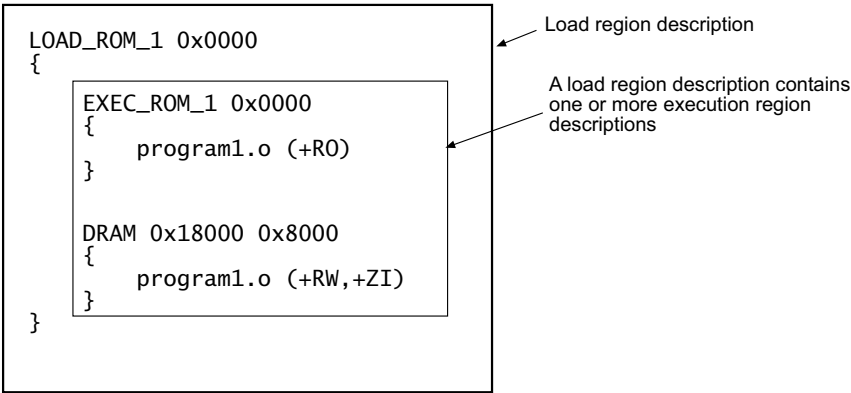 LOAD_ROM_1 0x0000
{
EXEC_ROM_1 0x0000
{
program1.o (+RO)
}
DRAM 0x18000 0x8000
{
program1.o (+RW,+ZI)
}
}
Load region description
A load region description contains
one or more execution region
descriptions